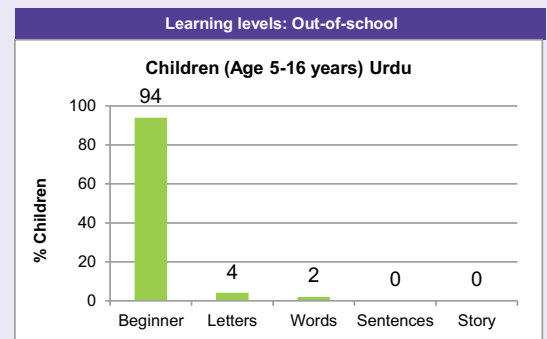 Learning levels: Out-of-school
Children (Age 5-16 years) Urdu
% Children
100
80
60
40
20
0
94
4
2
0
0
Beginner Letters Words Sentences Story